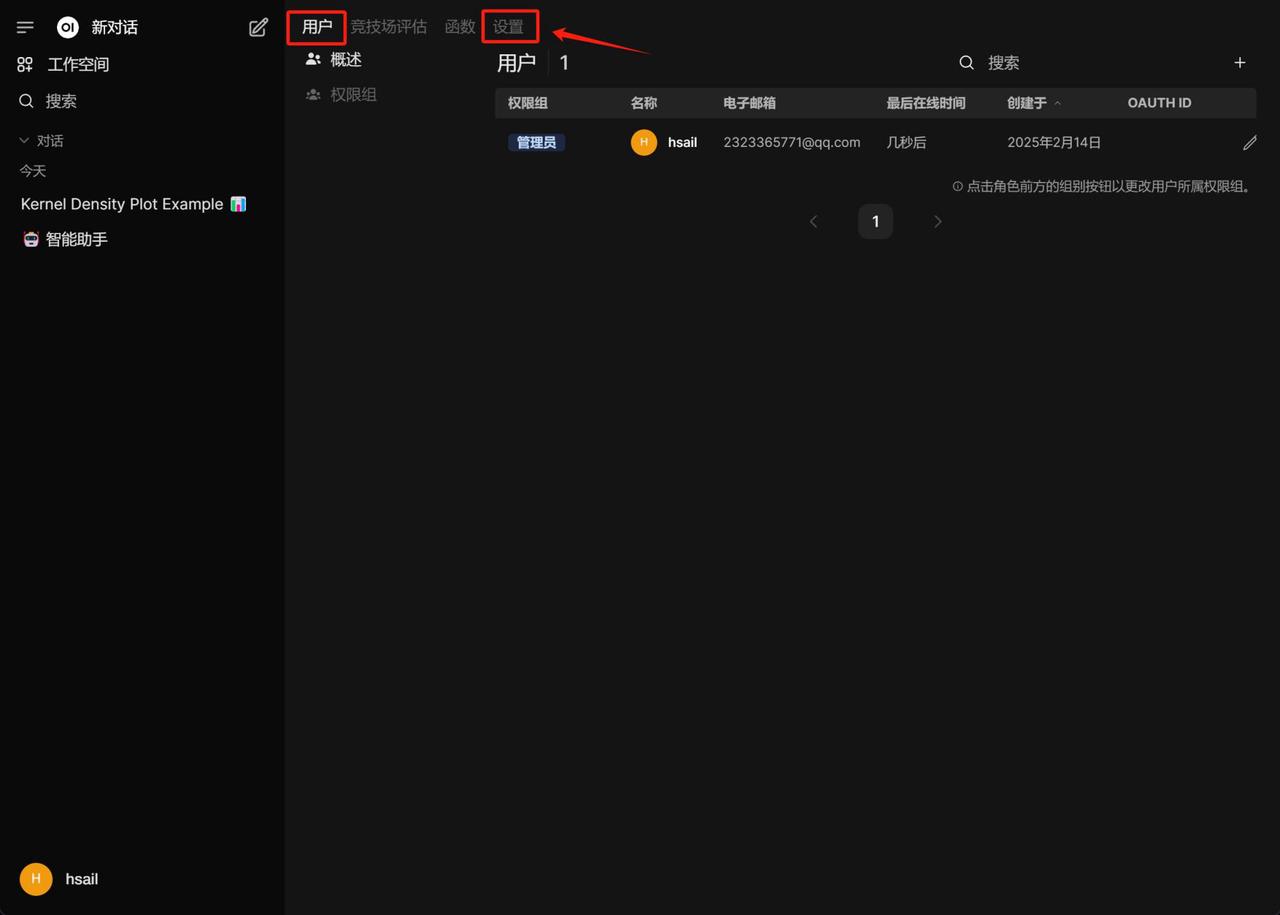 OI 新对话
工作空间
搜索
对话
今天
Kernel Density Plot Example
智能助手
H hsail
用户 竞技场评估 函数 设置
概述
权限组
用户 1 搜索
权限组 名称 电子邮箱 最后在线时间 创建于 OAUTH ID
管理员 H hsail 2323365771@qq.com 几秒后 2025年2月14日
点击角色前方的组别按钮以更改用户所属权限组。
1